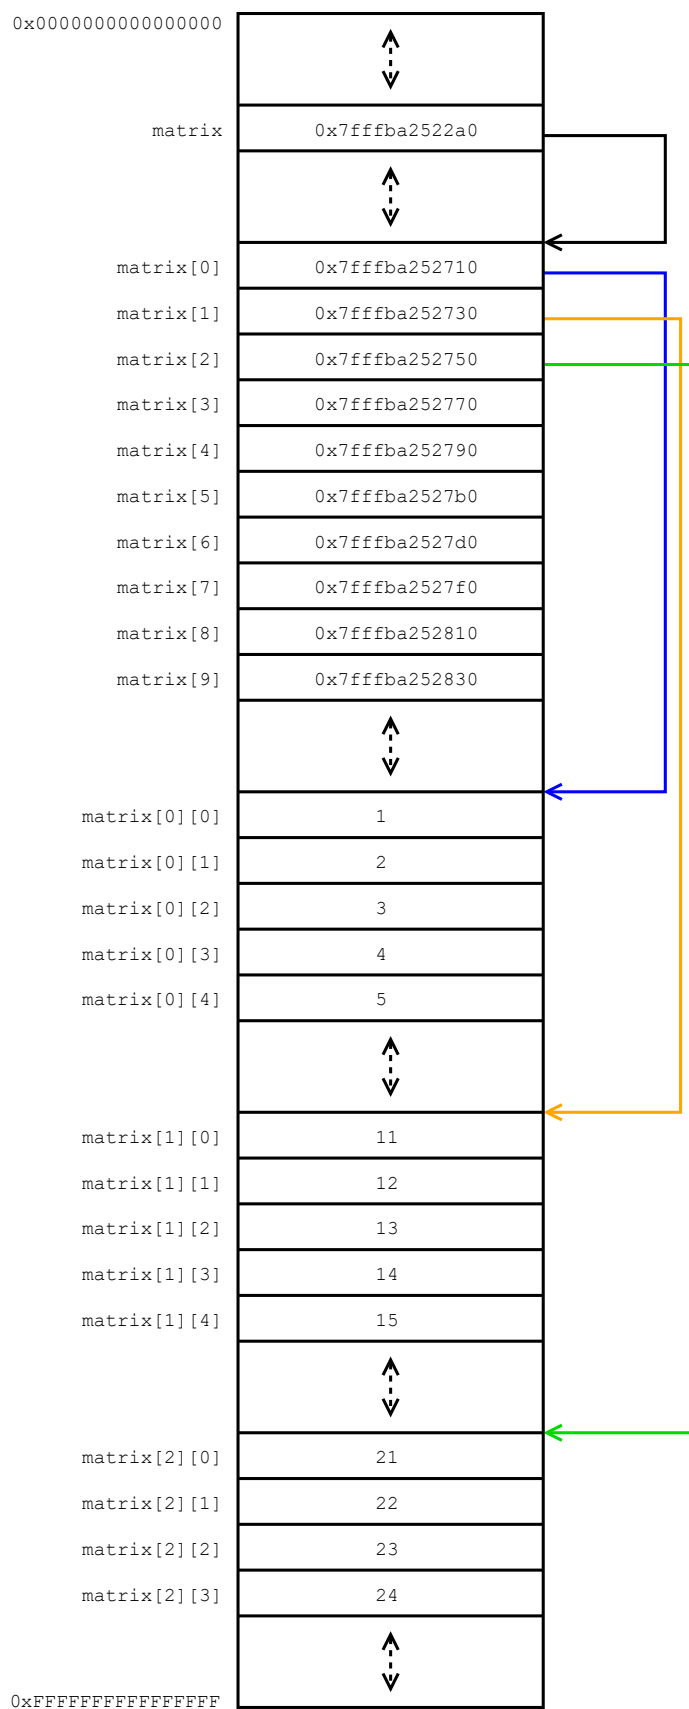 0x0000000000000000
matrix 0x7fffba2522a0
matrix[0] 0x7fffba252710
matrix[1] 0x7fffba252730
matrix[2] 0x7fffba252750
matrix[3] 0x7fffba252770
matrix[4] 0x7fffba252790
matrix[5] 0x7fffba2527b0
matrix[6] 0x7fffba2527d0
matrix[7] 0x7fffba2527f0
matrix[8] 0x7fffba252810
matrix[9] 0x7fffba252830
matrix[0][0] 1
matrix[0][1] 2
matrix[0][2] 3
matrix[0][3] 4
matrix[0][4] 5
matrix[1][0] 11
matrix[1][1] 12
matrix[1][2] 13
matrix[1][3] 14
matrix[1][4] 15
matrix[2][0] 21
matrix[2][1] 22
matrix[2][2] 23
matrix[2][3] 24
0xFFFFFFFFFFFFFFFF